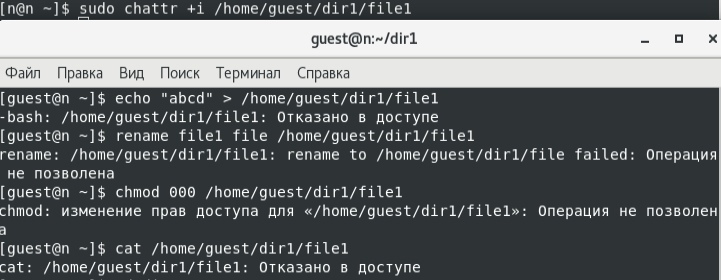 [n@n ~]$ sudo chattr +i /home/guest/dir1/file1
guest@n:~/dir1
Файл Правка Вид Поиск Терминал Справка
[guest@n ~]$ echo "abcd" > /home/guest/dir1/file1
-bash: /home/guest/dir1/file1: Отказано в доступе
[guest@n ~]$ rename file1 file /home/guest/dir1/file1
rename: /home/guest/dir1/file1: rename to /home/guest/dir1/file failed: Операция
 не позволена
[guest@n ~]$ chmod 000 /home/guest/dir1/file1
chmod: изменение прав доступа для «/home/guest/dir1/file1»: Операция не позволен
а
[guest@n ~]$ cat /home/guest/dir1/file1
cat: /home/guest/dir1/file1: Отказано в доступе